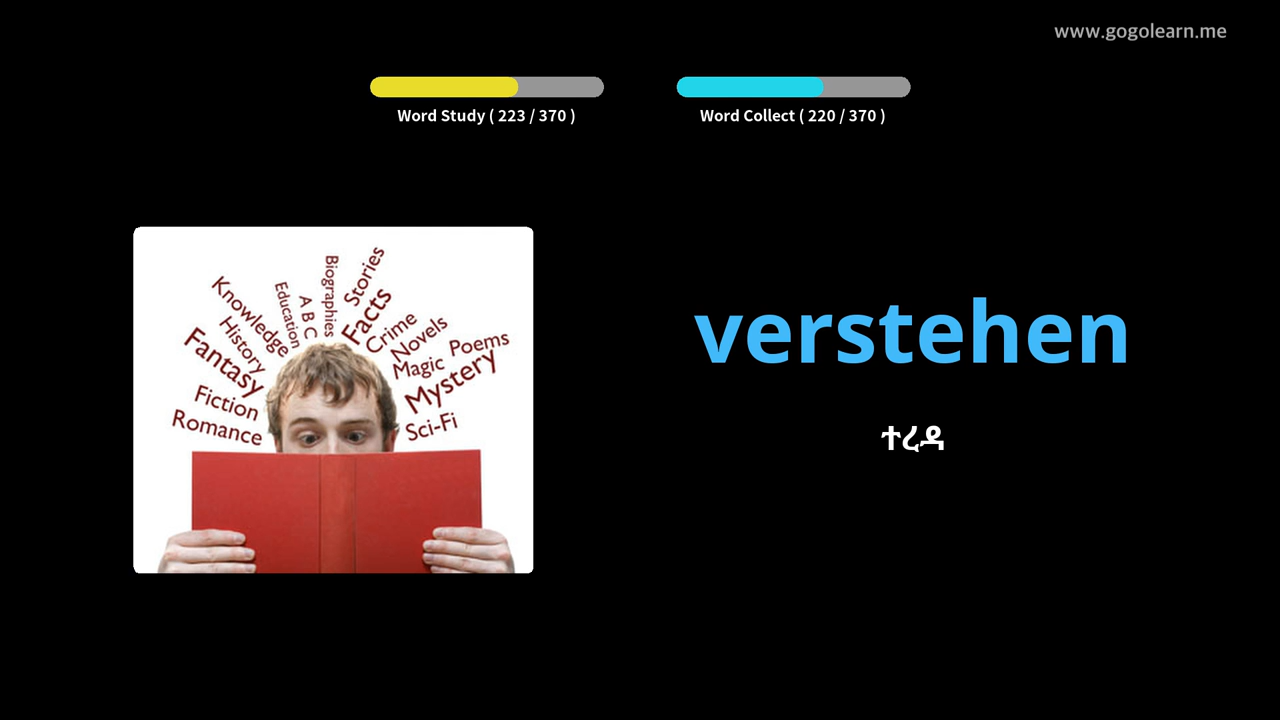 www.gogolearn.me
Word Study ( 223 / 370 )
Word Collect ( 220 / 370 )
Knowledge
History
Fantasy
Fiction
Romance
Education
A B C
Biographies
Stories
Facts
Crime
Novels
Magic
Poems
Mystery
Sci-Fi
verstehen
ተረዳ